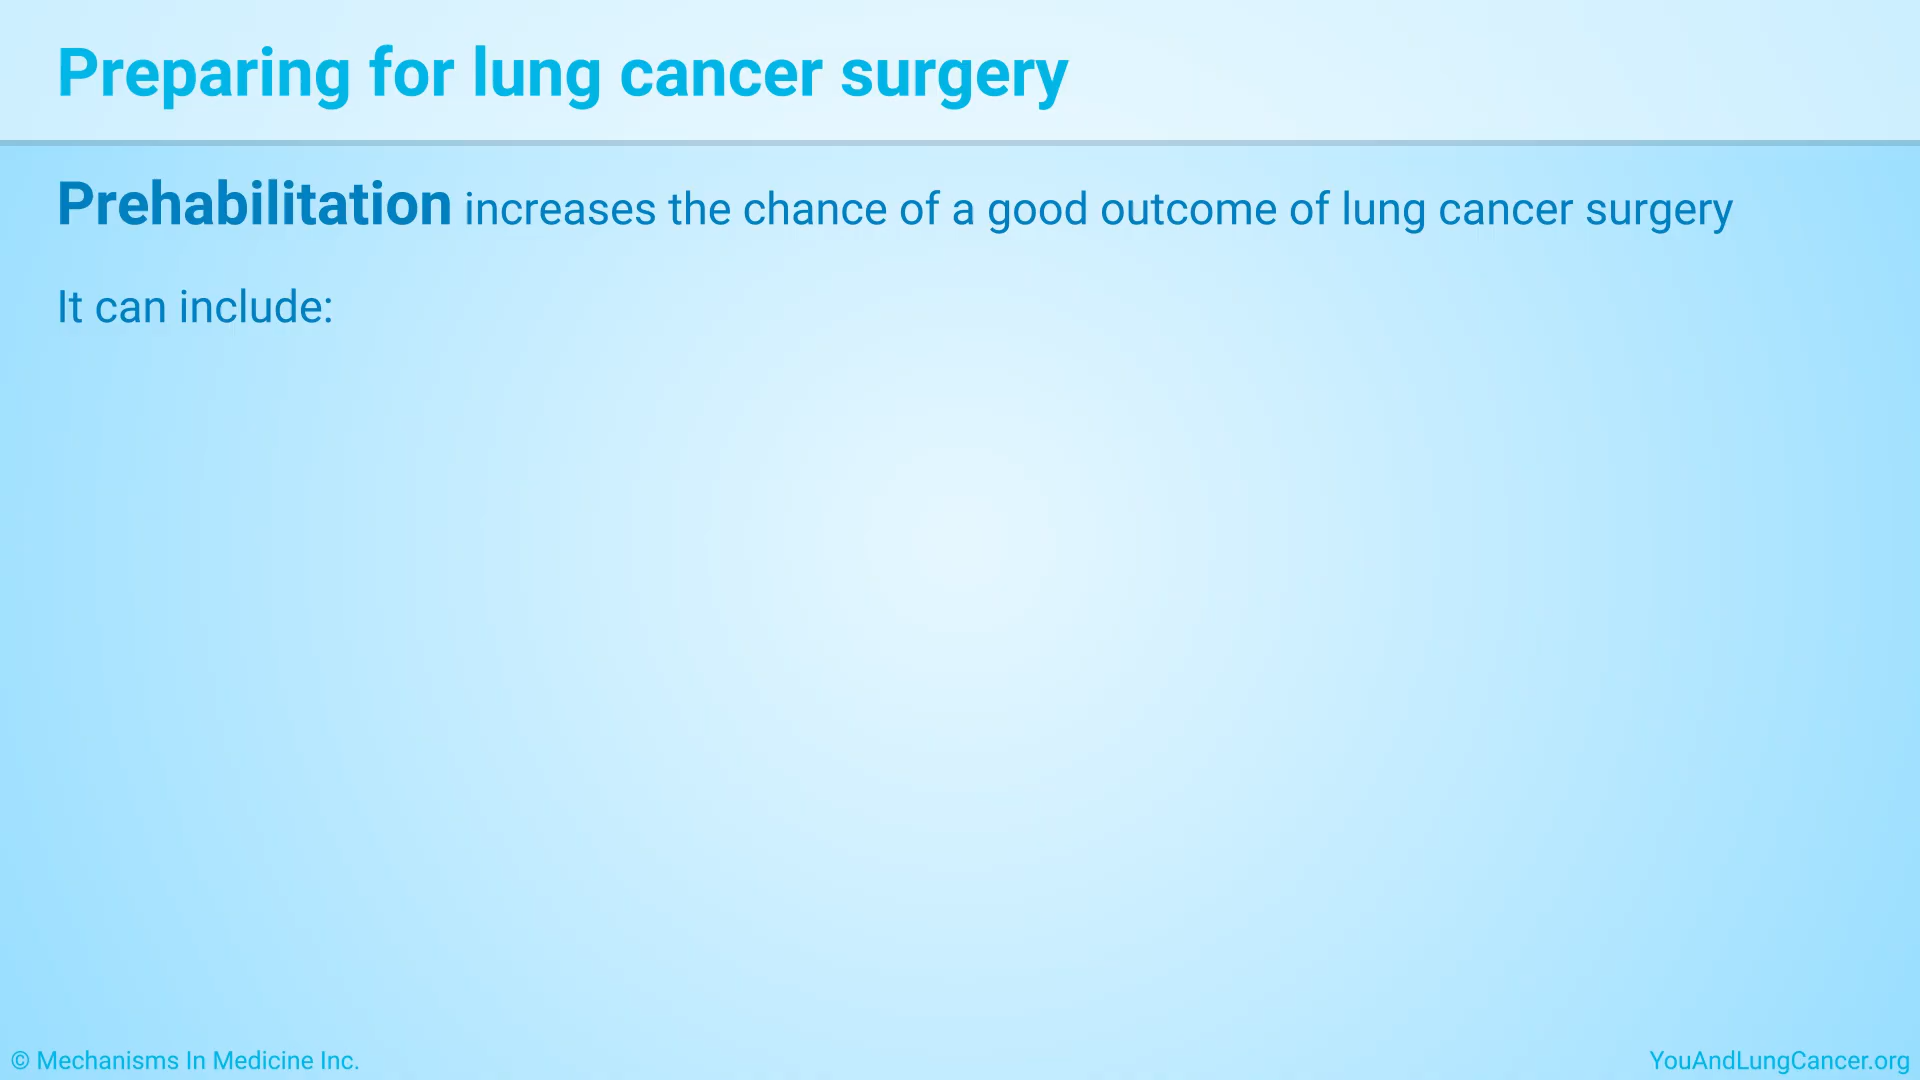 Preparing for lung cancer surgery
Prehabilitation increases the chance of a good outcome of lung cancer surgery
It can include:
© Mechanisms In Medicine Inc.
YouAndLungCancer.org